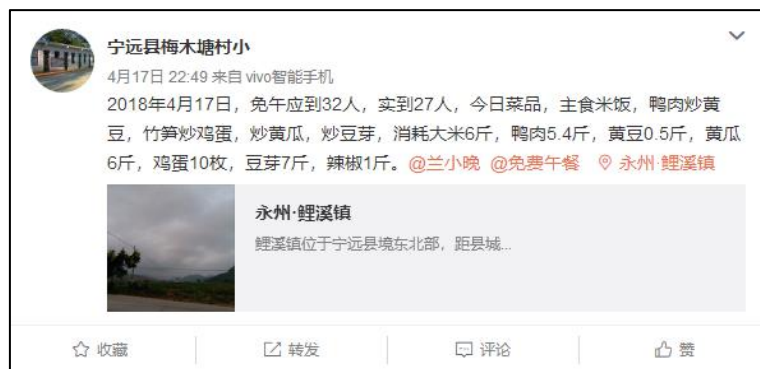 宁远县梅木塘村小
4月17日 22:49 来自 vivo智能手机
2018年4月17日，免午应到32人，实到27人，今日菜品，主食米饭，鸭肉炒黄
豆，竹笋炒鸡蛋，炒黄瓜，炒豆芽，消耗大米6斤，鸭肉5.4斤，黄豆0.5斤，黄瓜
6斤，鸡蛋10枚，豆芽7斤，辣椒1斤。@兰小晚 @免费午餐 永州·鲤溪镇
永州·鲤溪镇
鲤溪镇位于宁远县境东北部，距县城...
收藏 转发 评论 赞